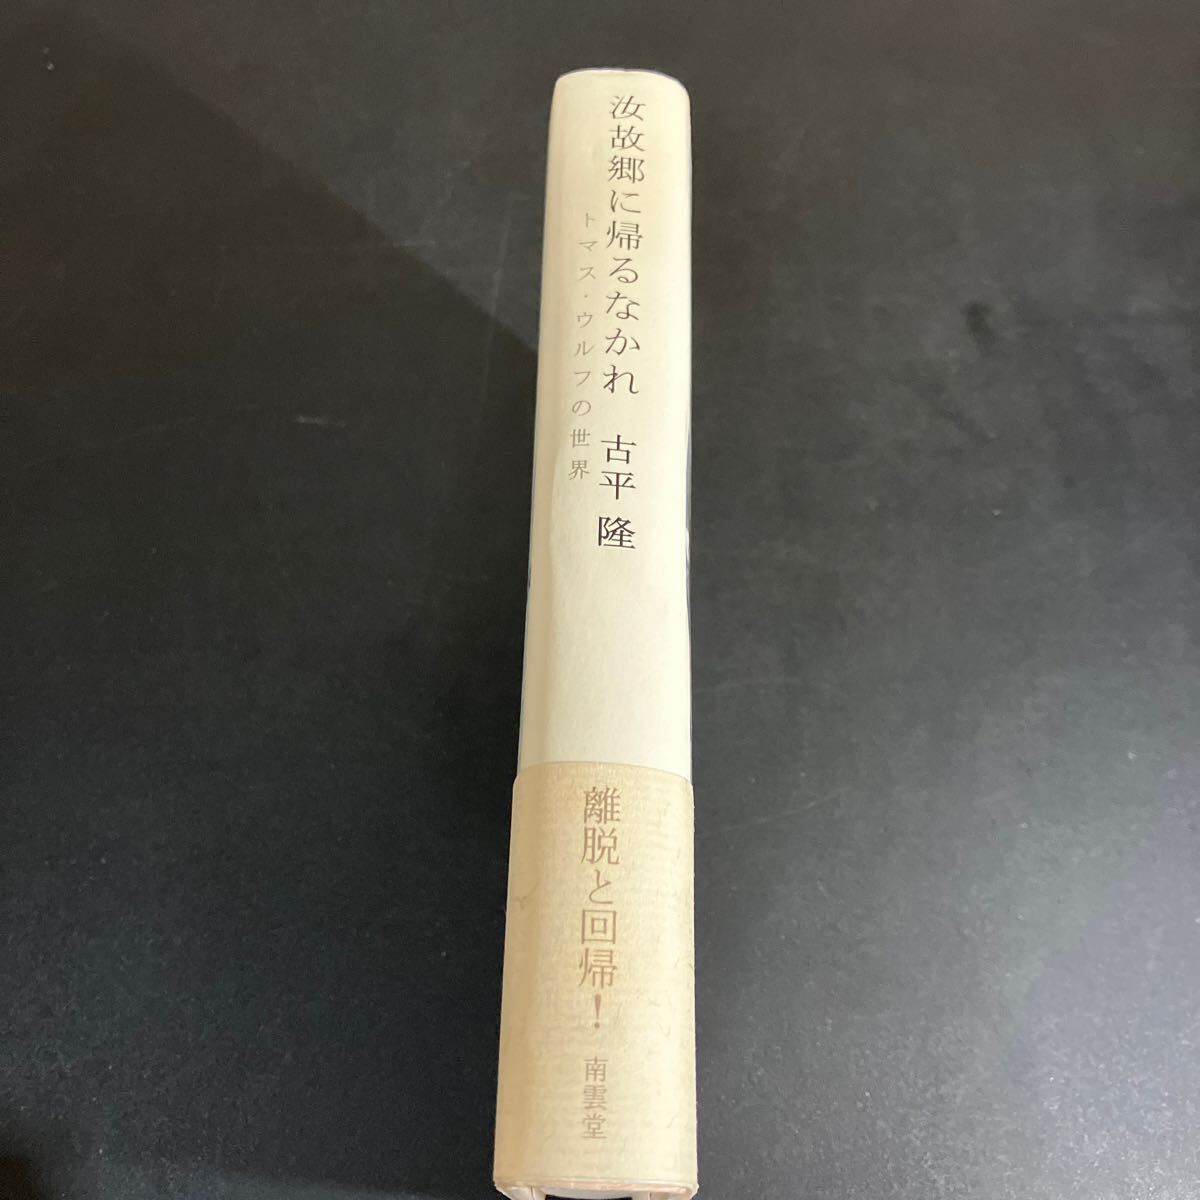 汝故郷に帰るなかれ 古平 隆
トマス・ウルフの世界
離脱と回帰！
南雲堂